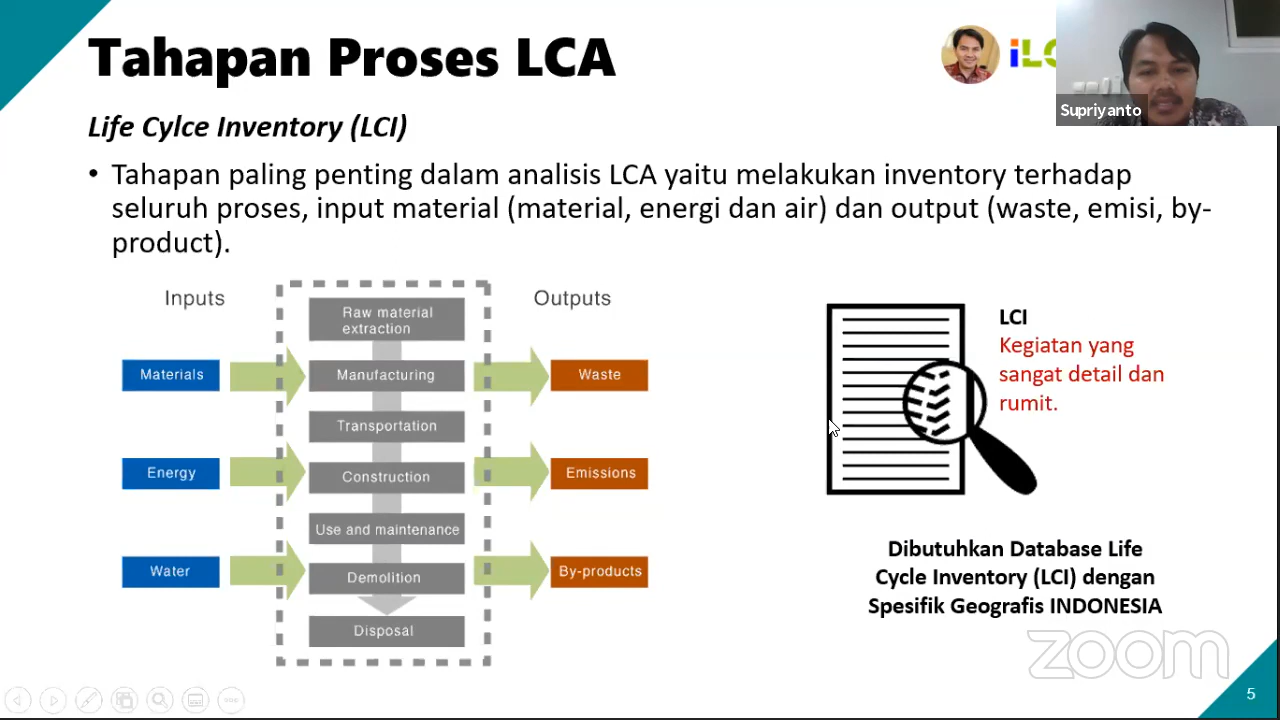 Tahapan Proses LCA
iLC
Supriyanto
Life Cylce Inventory (LCI)
• Tahapan paling penting dalam analisis LCA yaitu melakukan inventory terhadap
seluruh proses, input material (material, energi dan air) dan output (waste, emisi, by-
product).
Inputs
Outputs
Raw material
extraction
Materials
Manufacturing
Waste
Transportation
Energy
Construction
Emissions
Use and maintenance
Water
Demolition
By-products
Disposal
LCI
Kegiatan yang
sangat detail dan
rumit.
Dibutuhkan Database Life
Cycle Inventory (LCI) dengan
Spesifik Geografis INDONESIA
zoom
5